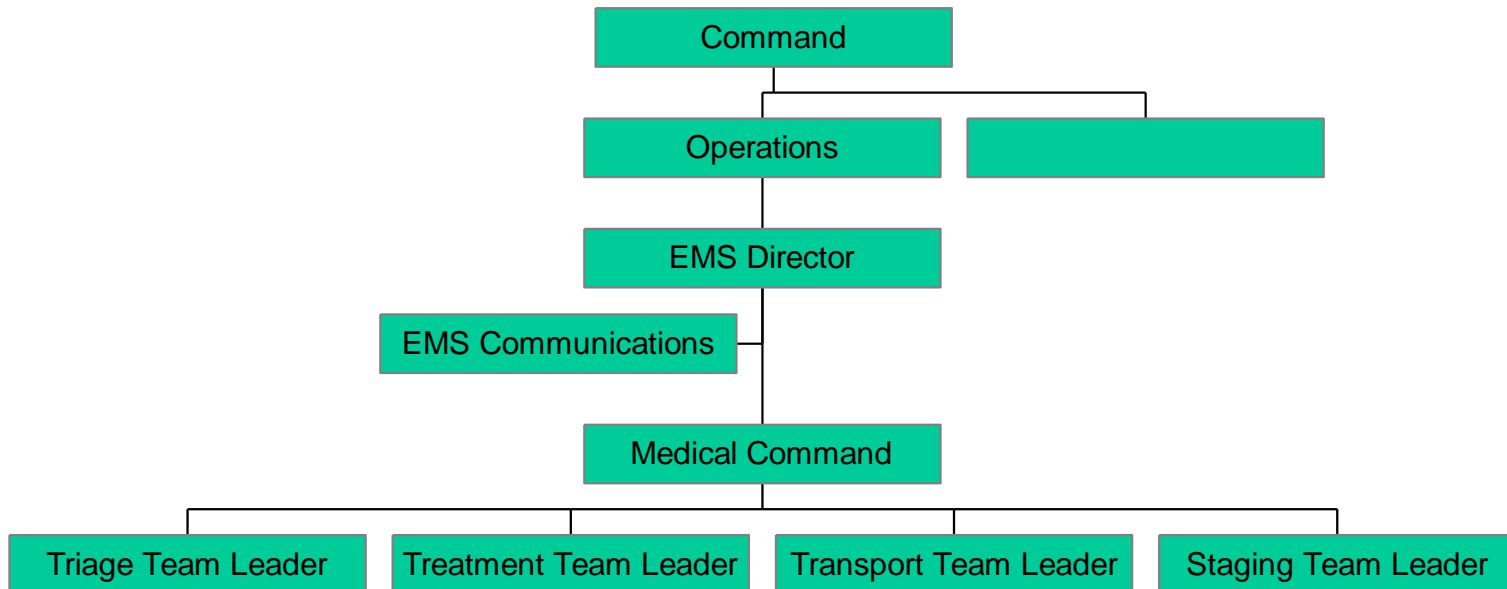 Command
Operations
EMS Director
EMS Communications
Medical Command
Triage Team Leader
Treatment Team Leader
Transport Team Leader
Staging Team Leader